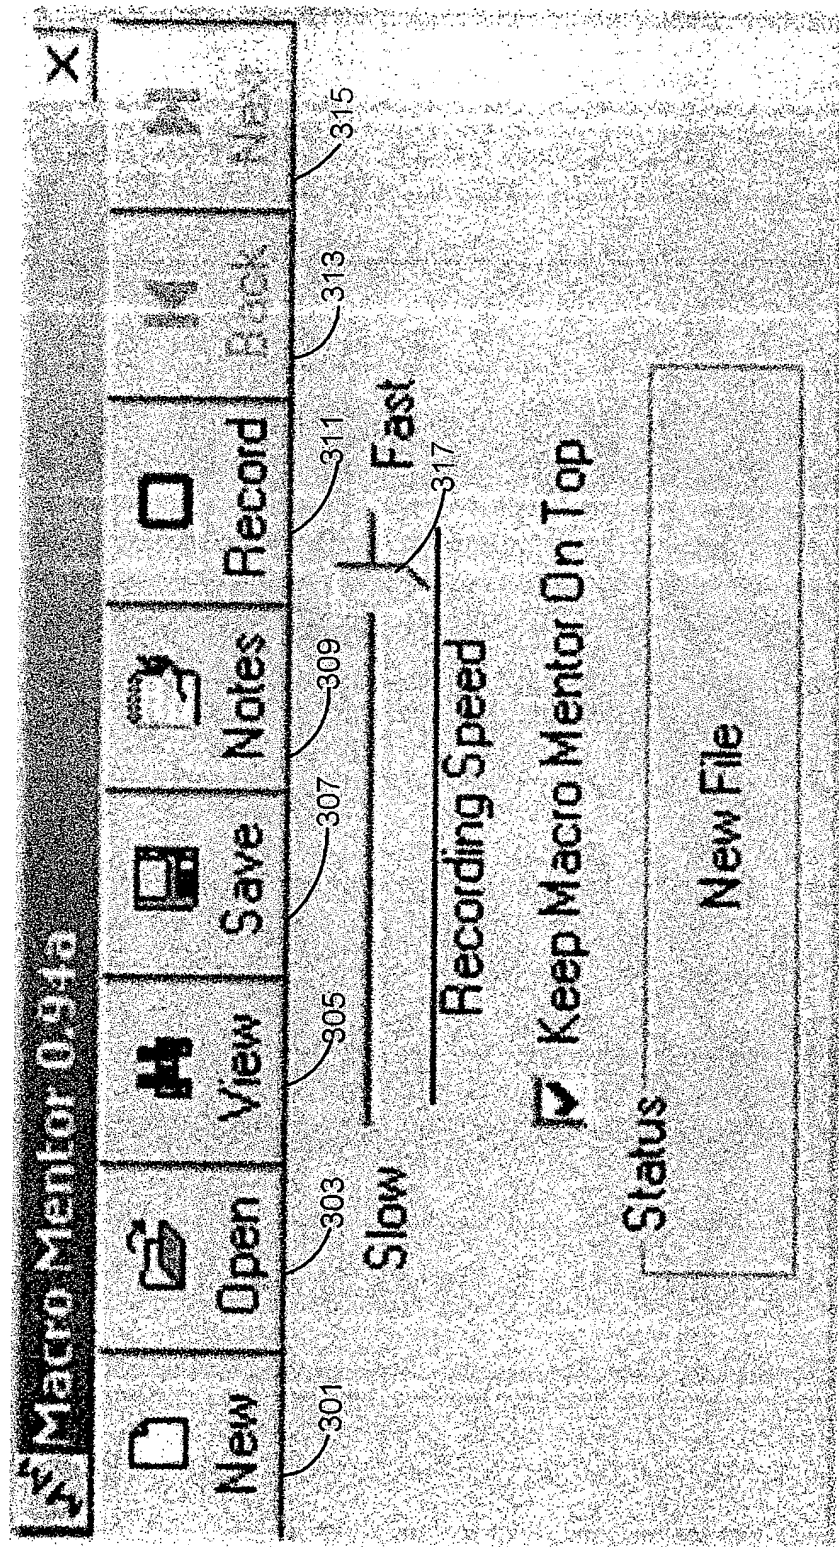 Macro Mentor 0.94a
New Open View Save Notes Record Back Next
301 303 305 307 309 311 313 315
Slow Fast
317
Recording Speed
Keep Macro Mentor On Top
Status
New File